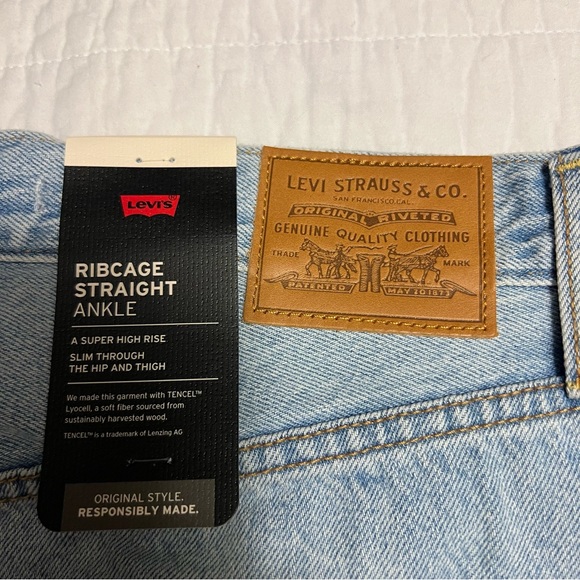 Levi's
RIBCAGE
STRAIGHT
ANKLE
A SUPER HIGH RISE
SLIM THROUGH
THE HIP AND THIGH
We made this garment with TENCEL™
Lyocell, a soft fiber sourced from
sustainably harvested wood.
TENCEL™ is a trademark of Lenzing AG
ORIGINAL STYLE.
RESPONSIBLY MADE.
LEVI STRAUSS & CO.
SAN FRANCISCO, CAL.
ORIGINAL RIVETED
GENUINE QUALITY CLOTHING
TRADE MARK
PATENTED MAY 20 1873